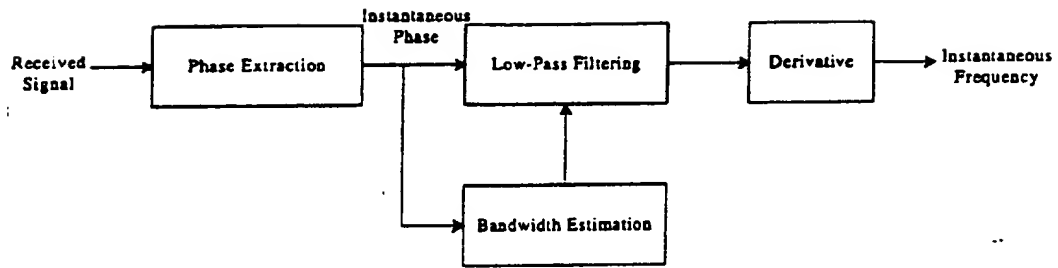 Instantaneous
Phase
Received
Signal
Phase Extraction
Low-Pass Filtering
Derivative
Instantaneous
Frequency
Bandwidth Estimation